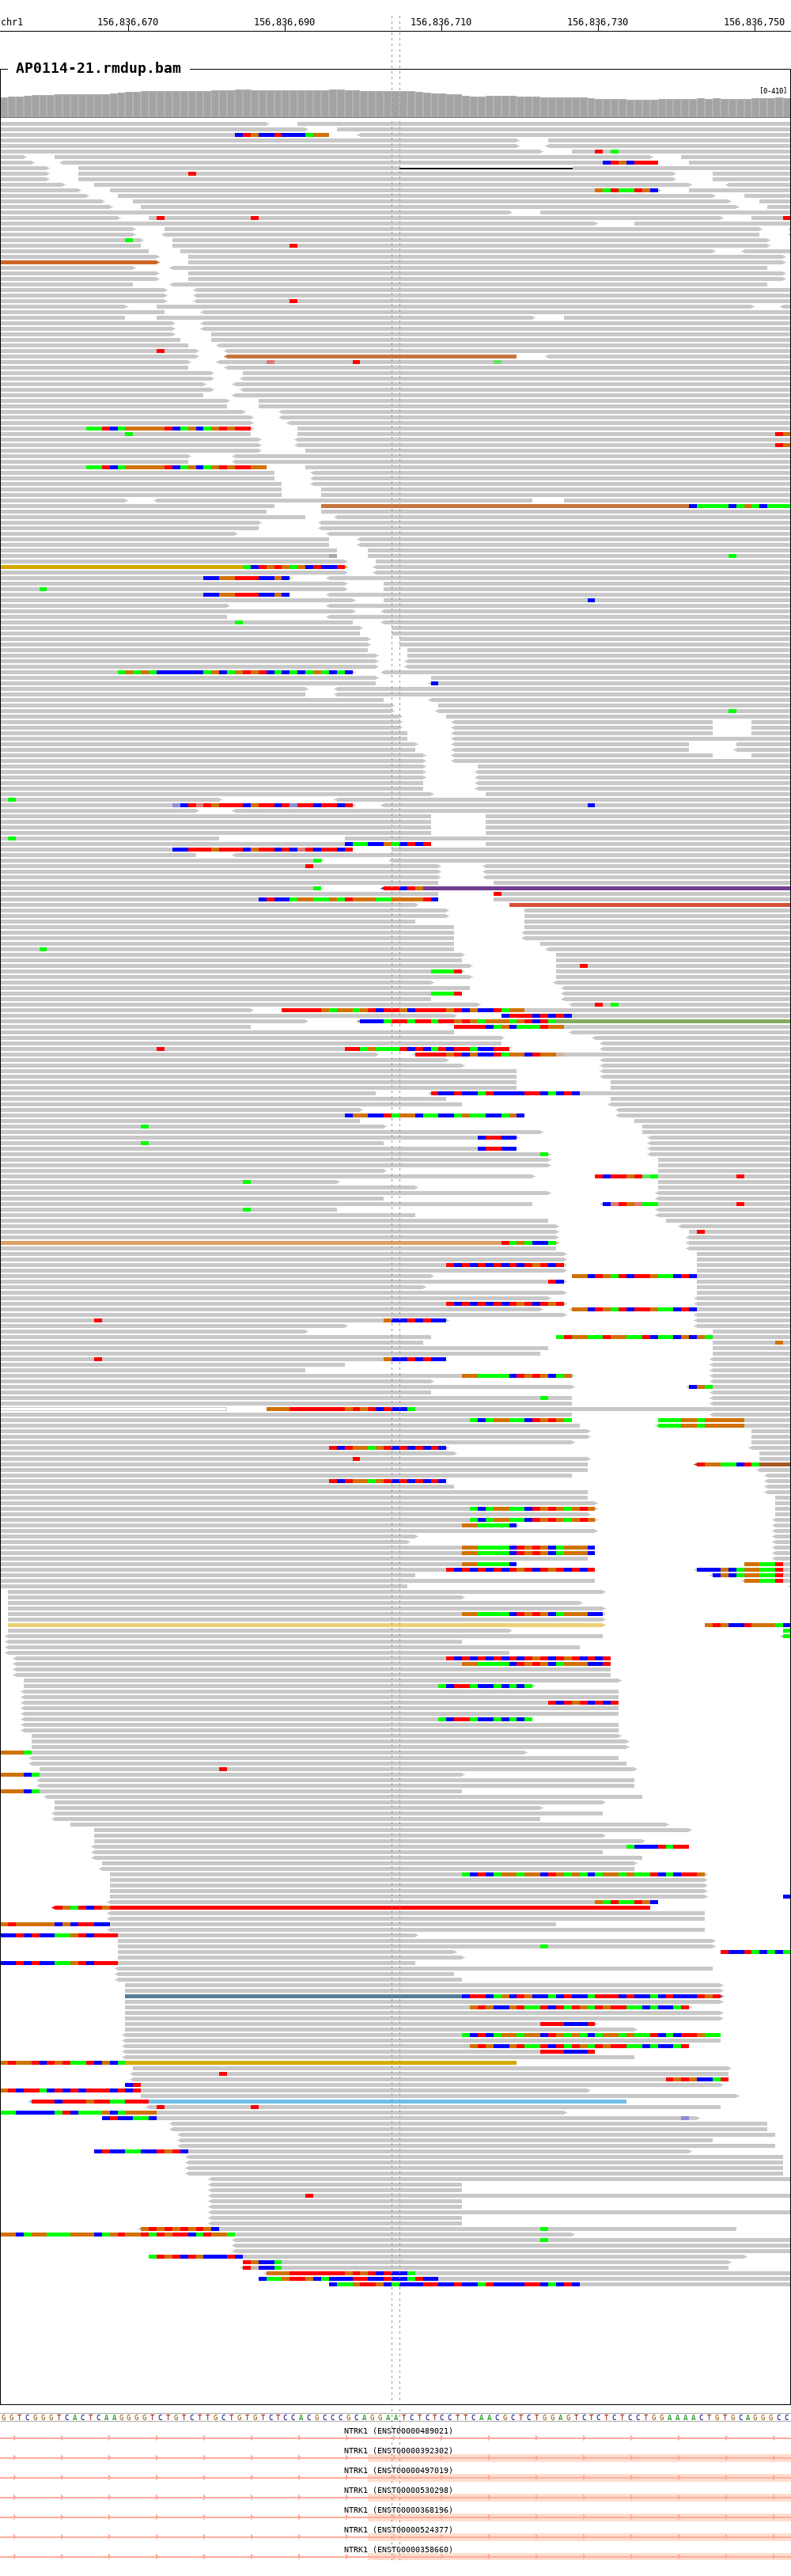 chr1 156,836,670 156,836,690 156,836,710 156,836,730 156,836,750
AP0114-21.rmdup.bam
[0-410]
GGTCGGGTCACTCAAGGGGTCTGTCTTGCTGTGTCTCCACGCCCGCAGGAATCTCTCCTTCAACGCTCTGGAGTCTCTCTCCTGGAAAACTGTGCAGGGCC
NTRK1 (ENST00000489021)
NTRK1 (ENST00000392302)
NTRK1 (ENST00000497019)
NTRK1 (ENST00000530298)
NTRK1 (ENST00000368196)
NTRK1 (ENST00000524377)
NTRK1 (ENST00000358660)